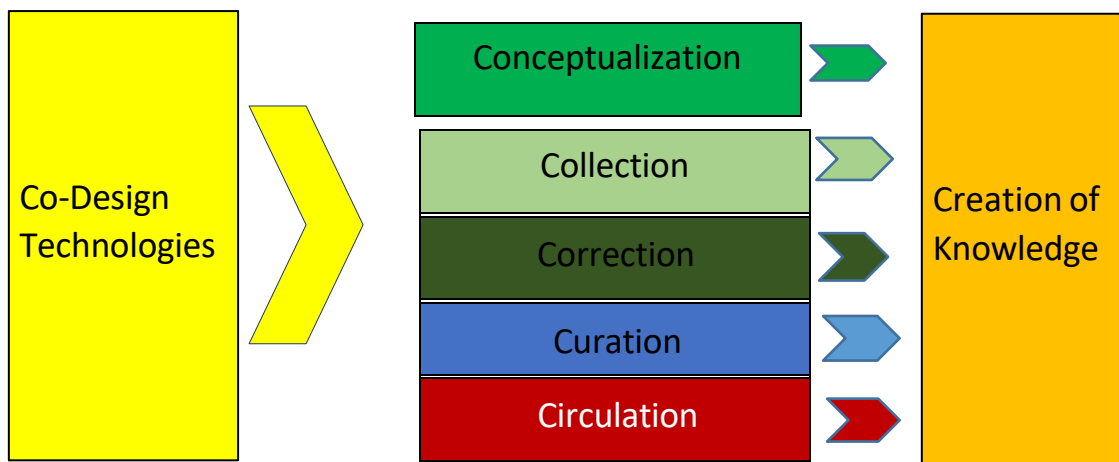 Co-Design
Technologies
Conceptualization
Collection
Correction
Curation
Circulation
Creation of
Knowledge